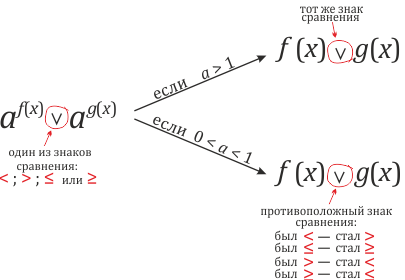 тот же знак
сравнения
f(x) ∨ g(x)
если a > 1
a^f(x) ∨ a^g(x)
если 0 < a < 1
один из знаков
сравнения:
< ; > ; ≤ или ≥
f(x) ∨ g(x)
противоположный знак
сравнения:
был < — стал >
был ≤ — стал ≥
был > — стал <
был ≥ — стал ≤